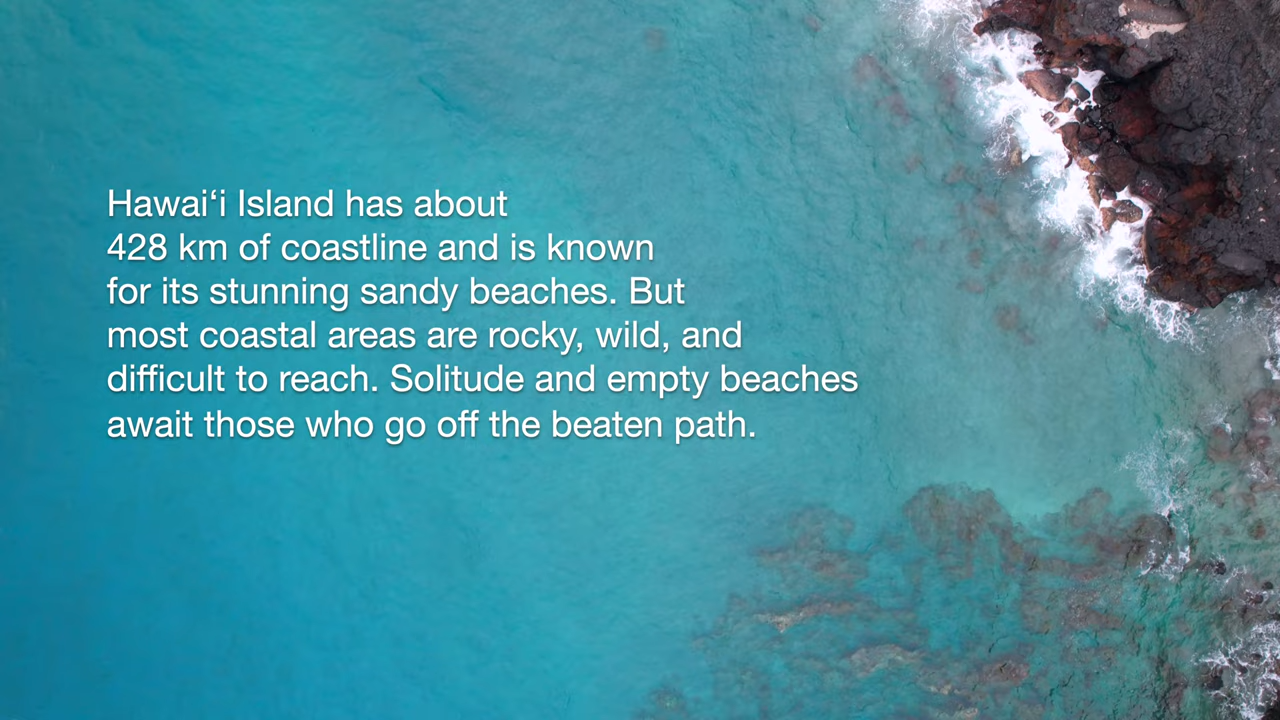 Hawai‘i Island has about
428 km of coastline and is known
for its stunning sandy beaches. But
most coastal areas are rocky, wild, and
difficult to reach. Solitude and empty beaches
await those who go off the beaten path.